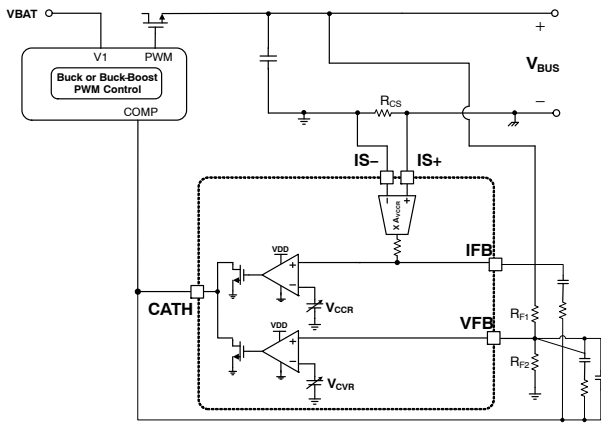 VBAT
V1 PWM
Buck or Buck-Boost
PWM Control
COMP
+
VBUS
−
RCS
IS− IS+
− +
X AVCCR
VDD
+
−
VCCR
IFB
CATH
VDD
+
−
VCVR
VFB
RF1
RF2